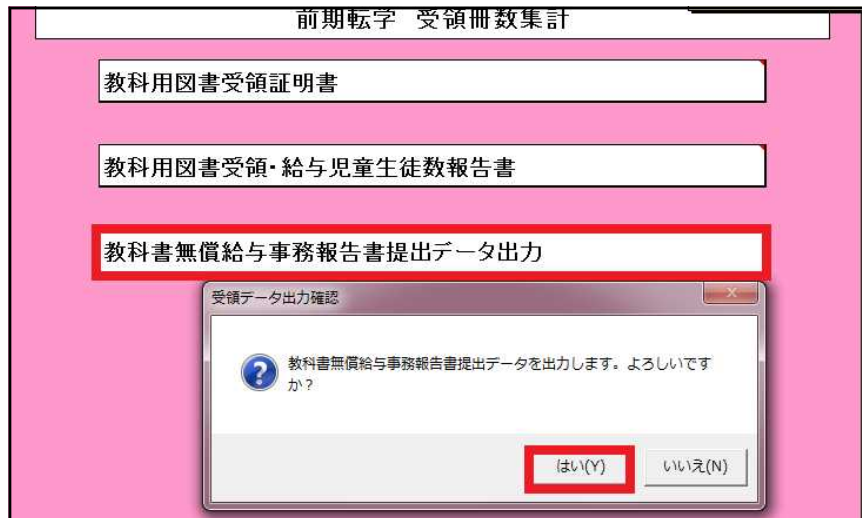 前期転学 受領冊数集計
教科用図書受領証明書
教科用図書受領・給与児童生徒数報告書
教科書無償給与事務報告書提出データ出力
受領データ出力確認
教科書無償給与事務報告書提出データを出力します。よろしいです
か？
はい(Y)
いいえ(N)